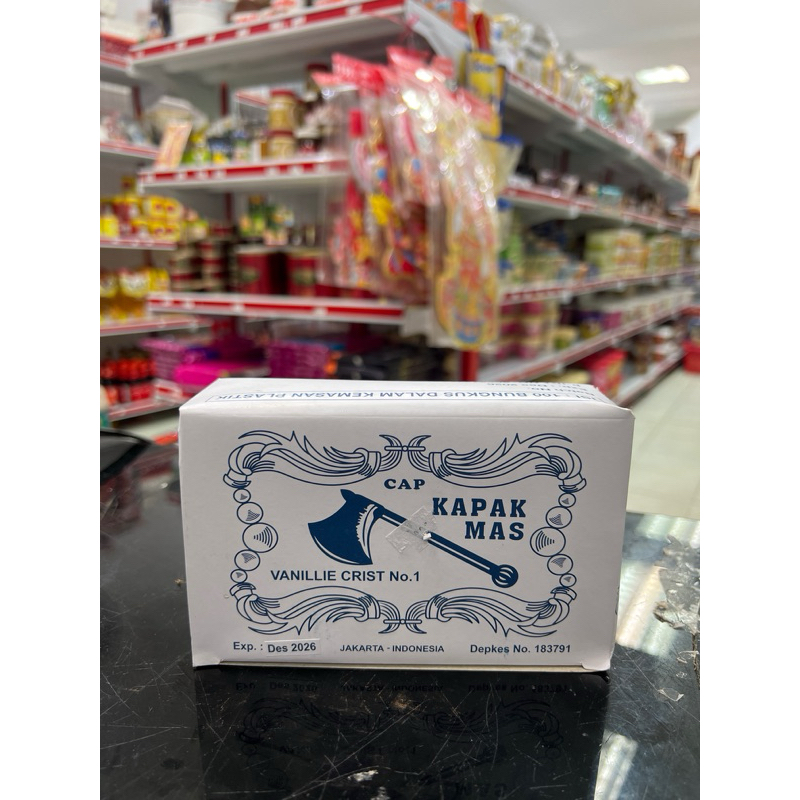 Isi : 100 BUNGKUS DALAM KEMASAN PLASTIK
CAP
KAPAK
MAS
VANILLIE CRIST No.1
Exp. : Des 2026
JAKARTA - INDONESIA
Depkes No. 183791